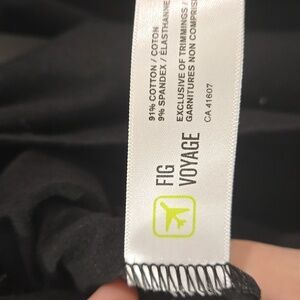 91% COTTON / COTON
9% SPANDEX / ÉLASTHANNE
EXCLUSIVE OF TRIMMINGS /
GARNITURES NON COMPRISES
CA 41607
FIG
VOYAGE